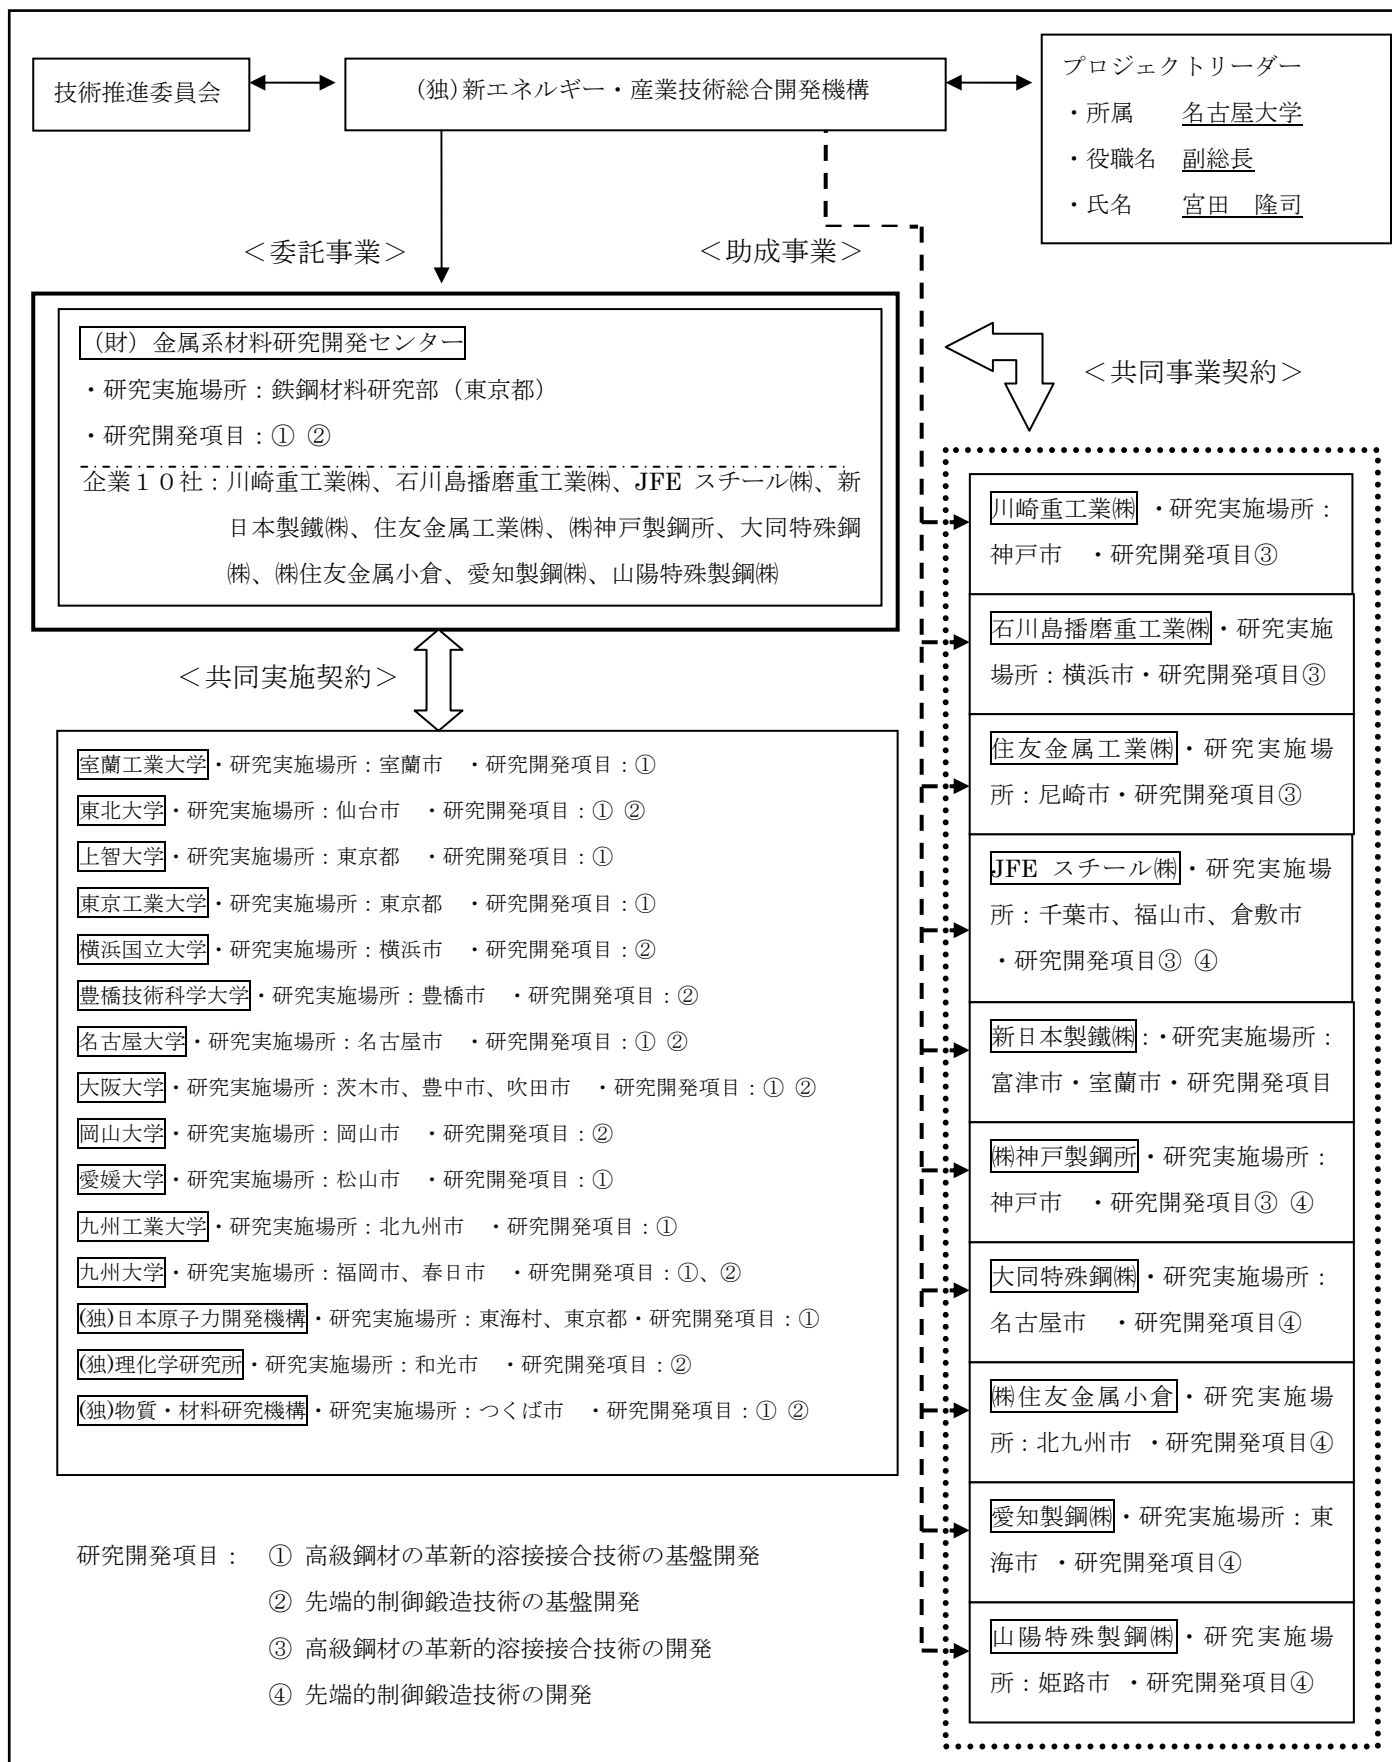 技術推進委員会
(独)新エネルギー・産業技術総合開発機構
プロジェクトリーダー
・所属　名古屋大学
・役職名　副総長
・氏名　宮田　隆司
＜委託事業＞
＜助成事業＞
（財）金属系材料研究開発センター
・研究実施場所：鉄鋼材料研究部（東京都）
・研究開発項目：① ②
企業１０社：川崎重工業㈱、石川島播磨重工業㈱、JFE スチール㈱、新
日本製鐵㈱、住友金属工業㈱、㈱神戸製鋼所、大同特殊鋼
㈱、㈱住友金属小倉、愛知製鋼㈱、山陽特殊製鋼㈱
＜共同事業契約＞
＜共同実施契約＞
室蘭工業大学・研究実施場所：室蘭市　・研究開発項目：①
東北大学・研究実施場所：仙台市　・研究開発項目：① ②
上智大学・研究実施場所：東京都　・研究開発項目：①
東京工業大学・研究実施場所：東京都　・研究開発項目：①
横浜国立大学・研究実施場所：横浜市　・研究開発項目：②
豊橋技術科学大学・研究実施場所：豊橋市　・研究開発項目：②
名古屋大学・研究実施場所：名古屋市　・研究開発項目：① ②
大阪大学・研究実施場所：茨木市、豊中市、吹田市　・研究開発項目：① ②
岡山大学・研究実施場所：岡山市　・研究開発項目：②
愛媛大学・研究実施場所：松山市　・研究開発項目：①
九州工業大学・研究実施場所：北九州市　・研究開発項目：①
九州大学・研究実施場所：福岡市、春日市　・研究開発項目：①、②
(独)日本原子力開発機構・研究実施場所：東海村、東京都・研究開発項目：①
(独)理化学研究所・研究実施場所：和光市　・研究開発項目：②
(独)物質・材料研究機構・研究実施場所：つくば市　・研究開発項目：① ②
川崎重工業㈱　・研究実施場所：
神戸市　・研究開発項目③
石川島播磨重工業㈱・研究実施
場所：横浜市・研究開発項目③
住友金属工業㈱・研究実施場
所：尼崎市・研究開発項目③
JFE スチール㈱・研究実施場
所：千葉市、福山市、倉敷市
・研究開発項目③ ④
新日本製鐵㈱：・研究実施場所：
富津市・室蘭市・研究開発項目
㈱神戸製鋼所・研究実施場所：
神戸市　・研究開発項目③ ④
大同特殊鋼㈱・研究実施場所：
名古屋市　・研究開発項目④
㈱住友金属小倉・研究実施場
所：北九州市 ・研究開発項目④
愛知製鋼㈱・研究実施場所：東
海市 ・研究開発項目④
山陽特殊製鋼㈱・研究実施場
所：姫路市 ・研究開発項目④
研究開発項目：　① 高級鋼材の革新的溶接接合技術の基盤開発
② 先端的制御鍛造技術の基盤開発
③ 高級鋼材の革新的溶接接合技術の開発
④ 先端的制御鍛造技術の開発